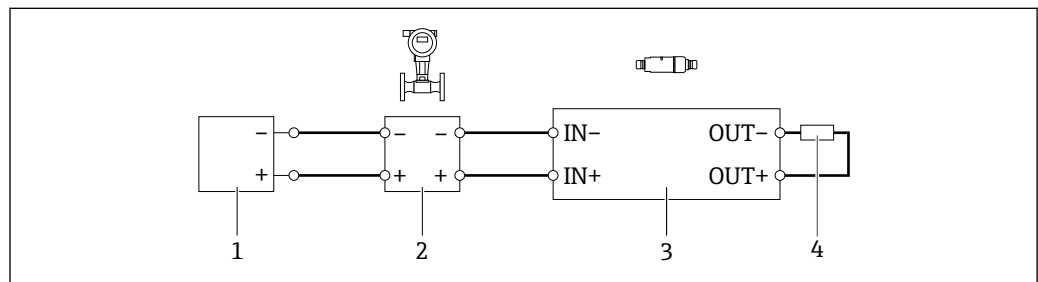 − − − IN− OUT−
+ + + IN+ OUT+
1 2 3 4